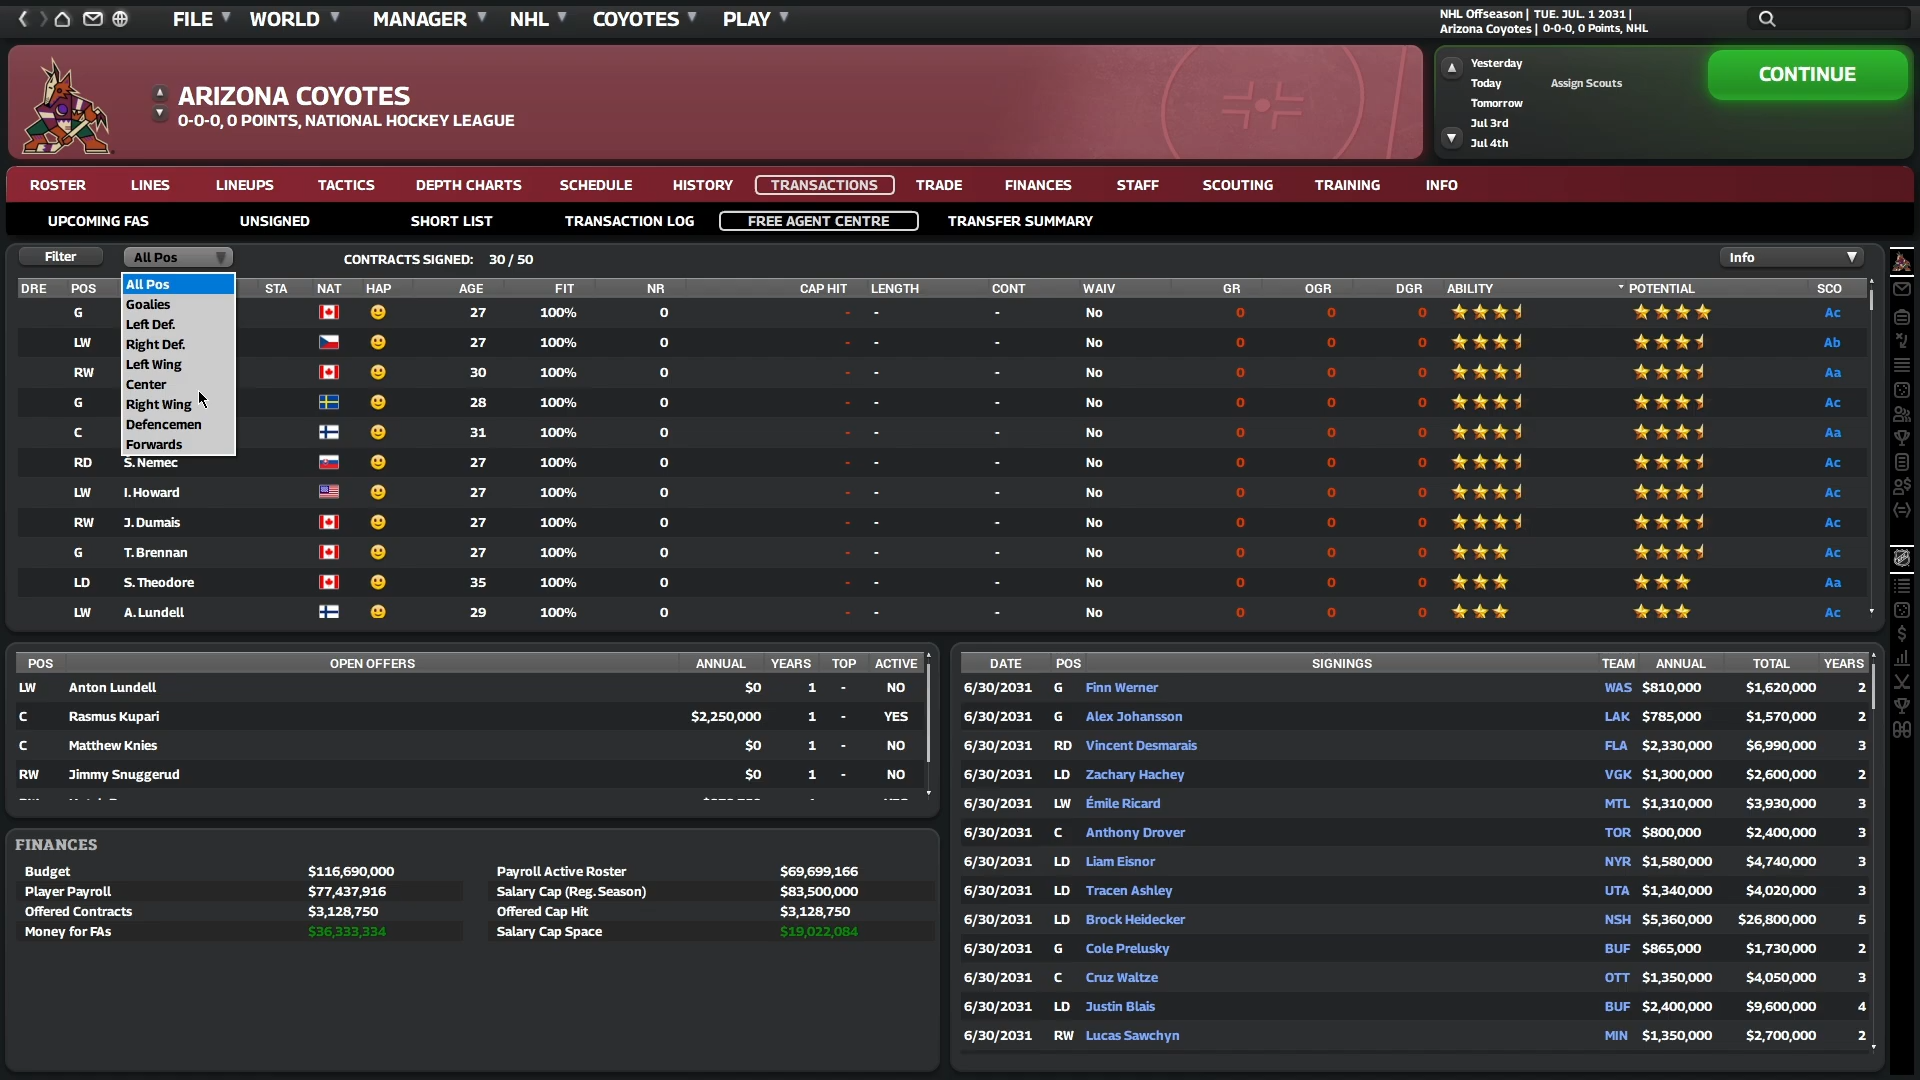 FILE WORLD MANAGER NHL COYOTES PLAY
NHL Offseason | TUE. JUL. 1 2031 |
Arizona Coyotes | 0-0-0, 0 Points, NHL
ARIZONA COYOTES
0-0-0, 0 POINTS, NATIONAL HOCKEY LEAGUE
Yesterday
Today Assign Scouts
Tomorrow
Jul 3rd
Jul 4th
CONTINUE
ROSTER LINES LINEUPS TACTICS DEPTH CHARTS SCHEDULE HISTORY TRANSACTIONS TRADE FINANCES STAFF SCOUTING TRAINING INFO
UPCOMING FAS UNSIGNED SHORT LIST TRANSACTION LOG FREE AGENT CENTRE TRANSFER SUMMARY
Filter All Pos CONTRACTS SIGNED: 30 / 50 Info
All Pos
Goalies
Left Def.
Right Def.
Left Wing
Center
Right Wing
Defencemen
Forwards
DRE POS STA NAT HAP AGE FIT NR CAP HIT LENGTH CONT WAIV GR OGR DGR ABILITY POTENTIAL SCO
G 27 100% 0 - - - No 0 0 0 Ac
LW 27 100% 0 - - - No 0 0 0 Ab
RW 30 100% 0 - - - No 0 0 0 Aa
G 28 100% 0 - - - No 0 0 0 Ac
C 31 100% 0 - - - No 0 0 0 Aa
RD Š. Nemec 27 100% 0 - - - No 0 0 0 Ac
LW I. Howard 27 100% 0 - - - No 0 0 0 Ac
RW J. Dumais 27 100% 0 - - - No 0 0 0 Ac
G T. Brennan 27 100% 0 - - - No 0 0 0 Ac
LD S. Theodore 35 100% 0 - - - No 0 0 0 Aa
LW A. Lundell 29 100% 0 - - - No 0 0 0 Ac
POS OPEN OFFERS ANNUAL YEARS TOP ACTIVE
LW Anton Lundell $0 1 - NO
C Rasmus Kupari $2,250,000 1 - YES
C Matthew Knies $0 1 - NO
RW Jimmy Snuggerud $0 1 - NO
FINANCES
Budget $116,690,000 Payroll Active Roster $69,699,166
Player Payroll $77,437,916 Salary Cap (Reg. Season) $83,500,000
Offered Contracts $3,128,750 Offered Cap Hit $3,128,750
Money for FAs $36,333,334 Salary Cap Space $19,022,084
DATE POS SIGNINGS TEAM ANNUAL TOTAL YEARS
6/30/2031 G Finn Werner WAS $810,000 $1,620,000 2
6/30/2031 G Alex Johansson LAK $785,000 $1,570,000 2
6/30/2031 RD Vincent Desmarais FLA $2,330,000 $6,990,000 3
6/30/2031 LD Zachary Hachey VGK $1,300,000 $2,600,000 2
6/30/2031 LW Émile Ricard MTL $1,310,000 $3,930,000 3
6/30/2031 C Anthony Drover TOR $800,000 $2,400,000 3
6/30/2031 LD Liam Eisnor NYR $1,580,000 $4,740,000 3
6/30/2031 LD Tracen Ashley UTA $1,340,000 $4,020,000 3
6/30/2031 LD Brock Heidecker NSH $5,360,000 $26,800,000 5
6/30/2031 G Cole Prelusky BUF $865,000 $1,730,000 2
6/30/2031 C Cruz Waltze OTT $1,350,000 $4,050,000 3
6/30/2031 LD Justin Blais BUF $2,400,000 $9,600,000 4
6/30/2031 RW Lucas Sawchyn MIN $1,350,000 $2,700,000 2